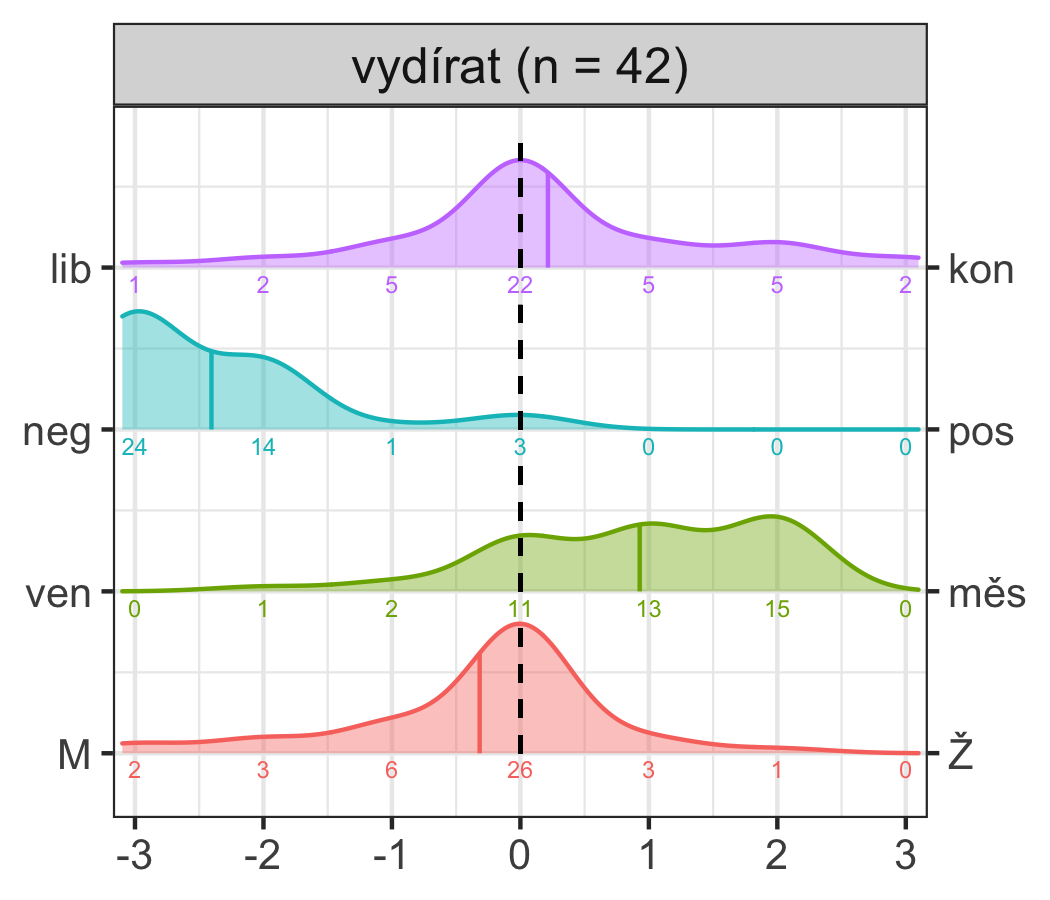 vydírat (n = 42)
lib kon
1 2 5 22 5 5 2
neg pos
24 14 1 3 0 0 0
ven měs
0 1 2 11 13 15 0
M Ž
2 3 6 26 3 1 0
-3 -2 -1 0 1 2 3